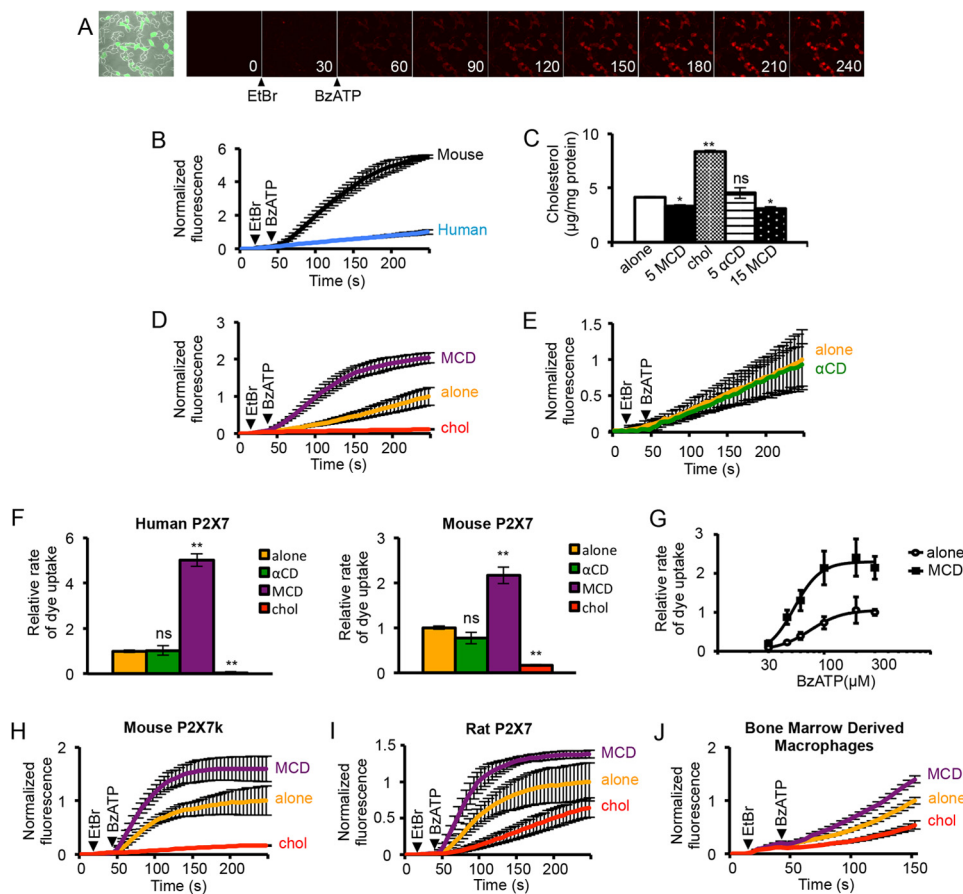 A
0 30 60 90 120 150 180 210 240
EtBr BzATP
B
Normalized fluorescence
6
4
2
0
EtBr
BzATP
Mouse
Human
0 50 100 150 200
Time (s)
C
Cholesterol (µg/mg protein)
10
5
0
* ** ns *
alone 5 MCD chol 5 αCD 15 MCD
D
Normalized fluorescence
3
2
1
0
EtBr
BzATP
MCD
alone
chol
0 50 100 150 200
Time (s)
E
Normalized fluorescence
1.5
1
0.5
0
EtBr
BzATP
alone
αCD
0 50 100 150 200
Time (s)
F
Human P2X7
Relative rate of dye uptake
6
4
2
0
ns ** **
alone
αCD
MCD
chol
Mouse P2X7
Relative rate of dye uptake
3
2
1
0
ns ** **
alone
αCD
MCD
chol
G
Relative rate of dye uptake
3
2
1
0
alone
MCD
30 100 300
BzATP(µM)
H
Mouse P2X7k
Normalized fluorescence
2
1
0
EtBr
BzATP
MCD
alone
chol
0 50 100 150 200
Time (s)
I
Rat P2X7
Normalized fluorescence
1.5
1
0.5
0
EtBr
BzATP
MCD
alone
chol
0 50 100 150 200
Time (s)
J
Bone Marrow Derived
Macrophages
Normalized fluorescence
2
1
0
EtBr
BzATP
MCD
alone
chol
0 50 100 150
Time (s)